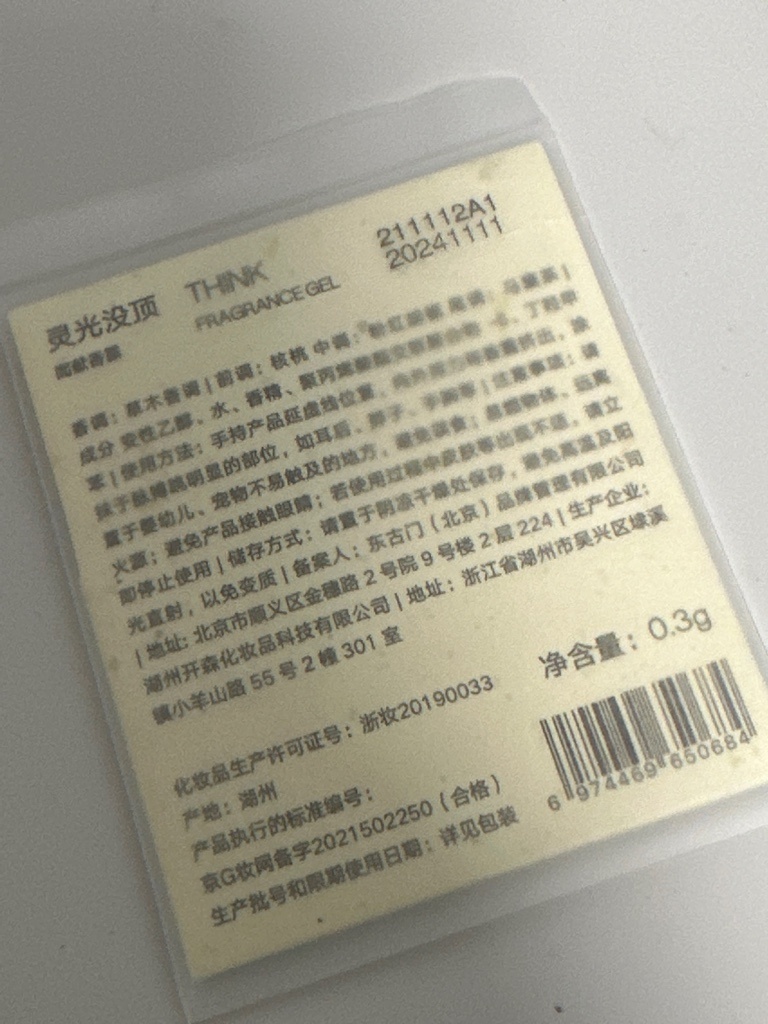 灵光没顶 THINK 211112A1
FRAGRANCE GEL 20241111
香调：草木香调 | 前调：核桃 中调：
成分 变性乙醇、水、香精、
| 使用方法：手持产品延虚线位置，
抹于脉搏跳明显的部位，如耳后、脖子、手腕等 | 注意事项：请
置于婴幼儿、宠物不易触及的地方，避免误食；易燃物体，远离
火源；避免产品接触眼睛；若使用过程中皮肤等出现不适，请立
即停止使用 | 储存方式：请置于阴凉干燥处保存，避免高温及阳
光直射，以免变质 | 备案人：东古门（北京）品牌管理有限公司
| 地址: 北京市顺义区金穗路 2 号院 9 号楼 2 层 224 | 生产企业：
湖州开森化妆品科技有限公司 | 地址：浙江省湖州市吴兴区埭溪
镇小羊山路 55 号 2 幢 301 室
净含量：0.3g
化妆品生产许可证号：浙妆20190033
产地：湖州
产品执行的标准编号：
京G妆网备字2021502250（合格）
生产批号和限期使用日期：详见包装
6 974469 650684